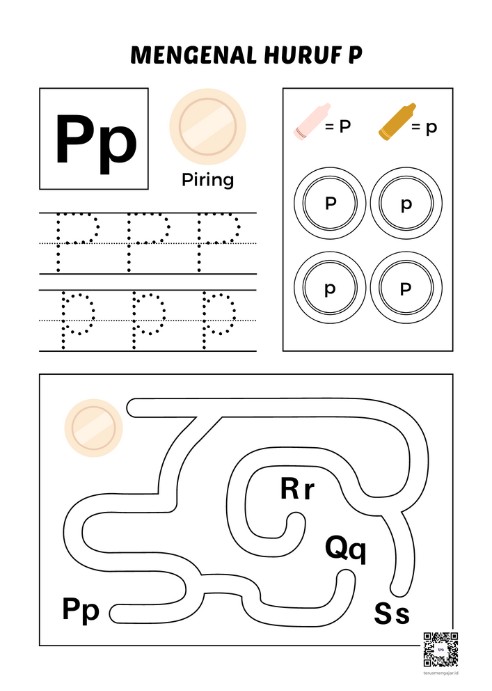 MENGENAL HURUF P
Pp
Piring
= P
= p
P
p
p
P
P P P
p p p
Rr
Qq
Pp
Ss